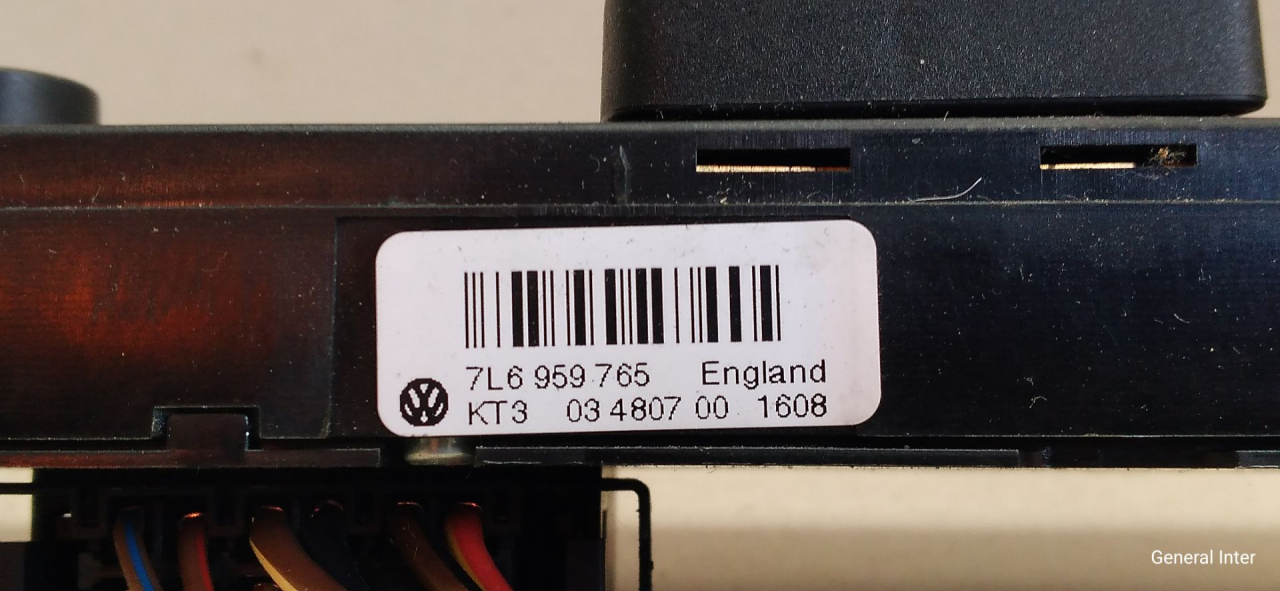 7L6 959 765 England
KT3 03 4807 00 1608
General Inter